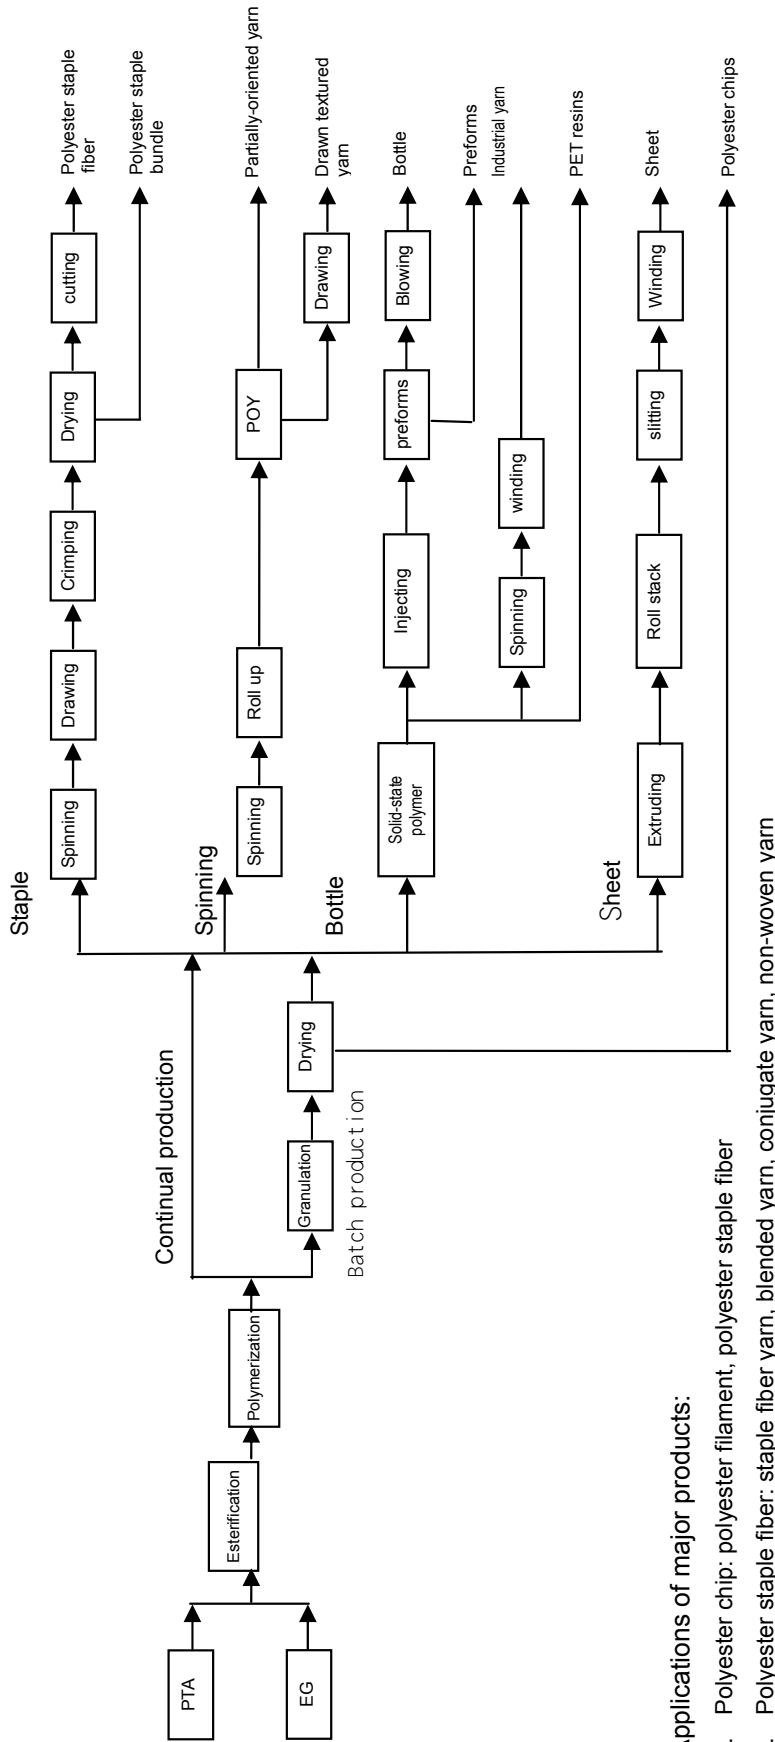 Staple
Spinning
Drawing
Crimping
Drying
cutting
Polyester staple
fiber
Polyester staple
bundle
Continual production
Spinning
Spinning
Roll up
POY
Partially-oriented yarn
Drawing
Drawn textured
yarn
PTA
EG
Esterification
Polymerization
Granulation
Drying
Batch production
Bottle
Solid-state
polymer
Injecting
preforms
Blowing
Bottle
Preforms
Spinning
winding
Industrial yarn
PET resins
Sheet
Extruding
Roll stack
slitting
Winding
Sheet
Polyester chips
pplications of major products:
. Polyester chip: polyester filament, polyester staple fiber
. Polyester staple fiber: staple fiber yarn, blended yarn, conjugate yarn, non-woven yarn